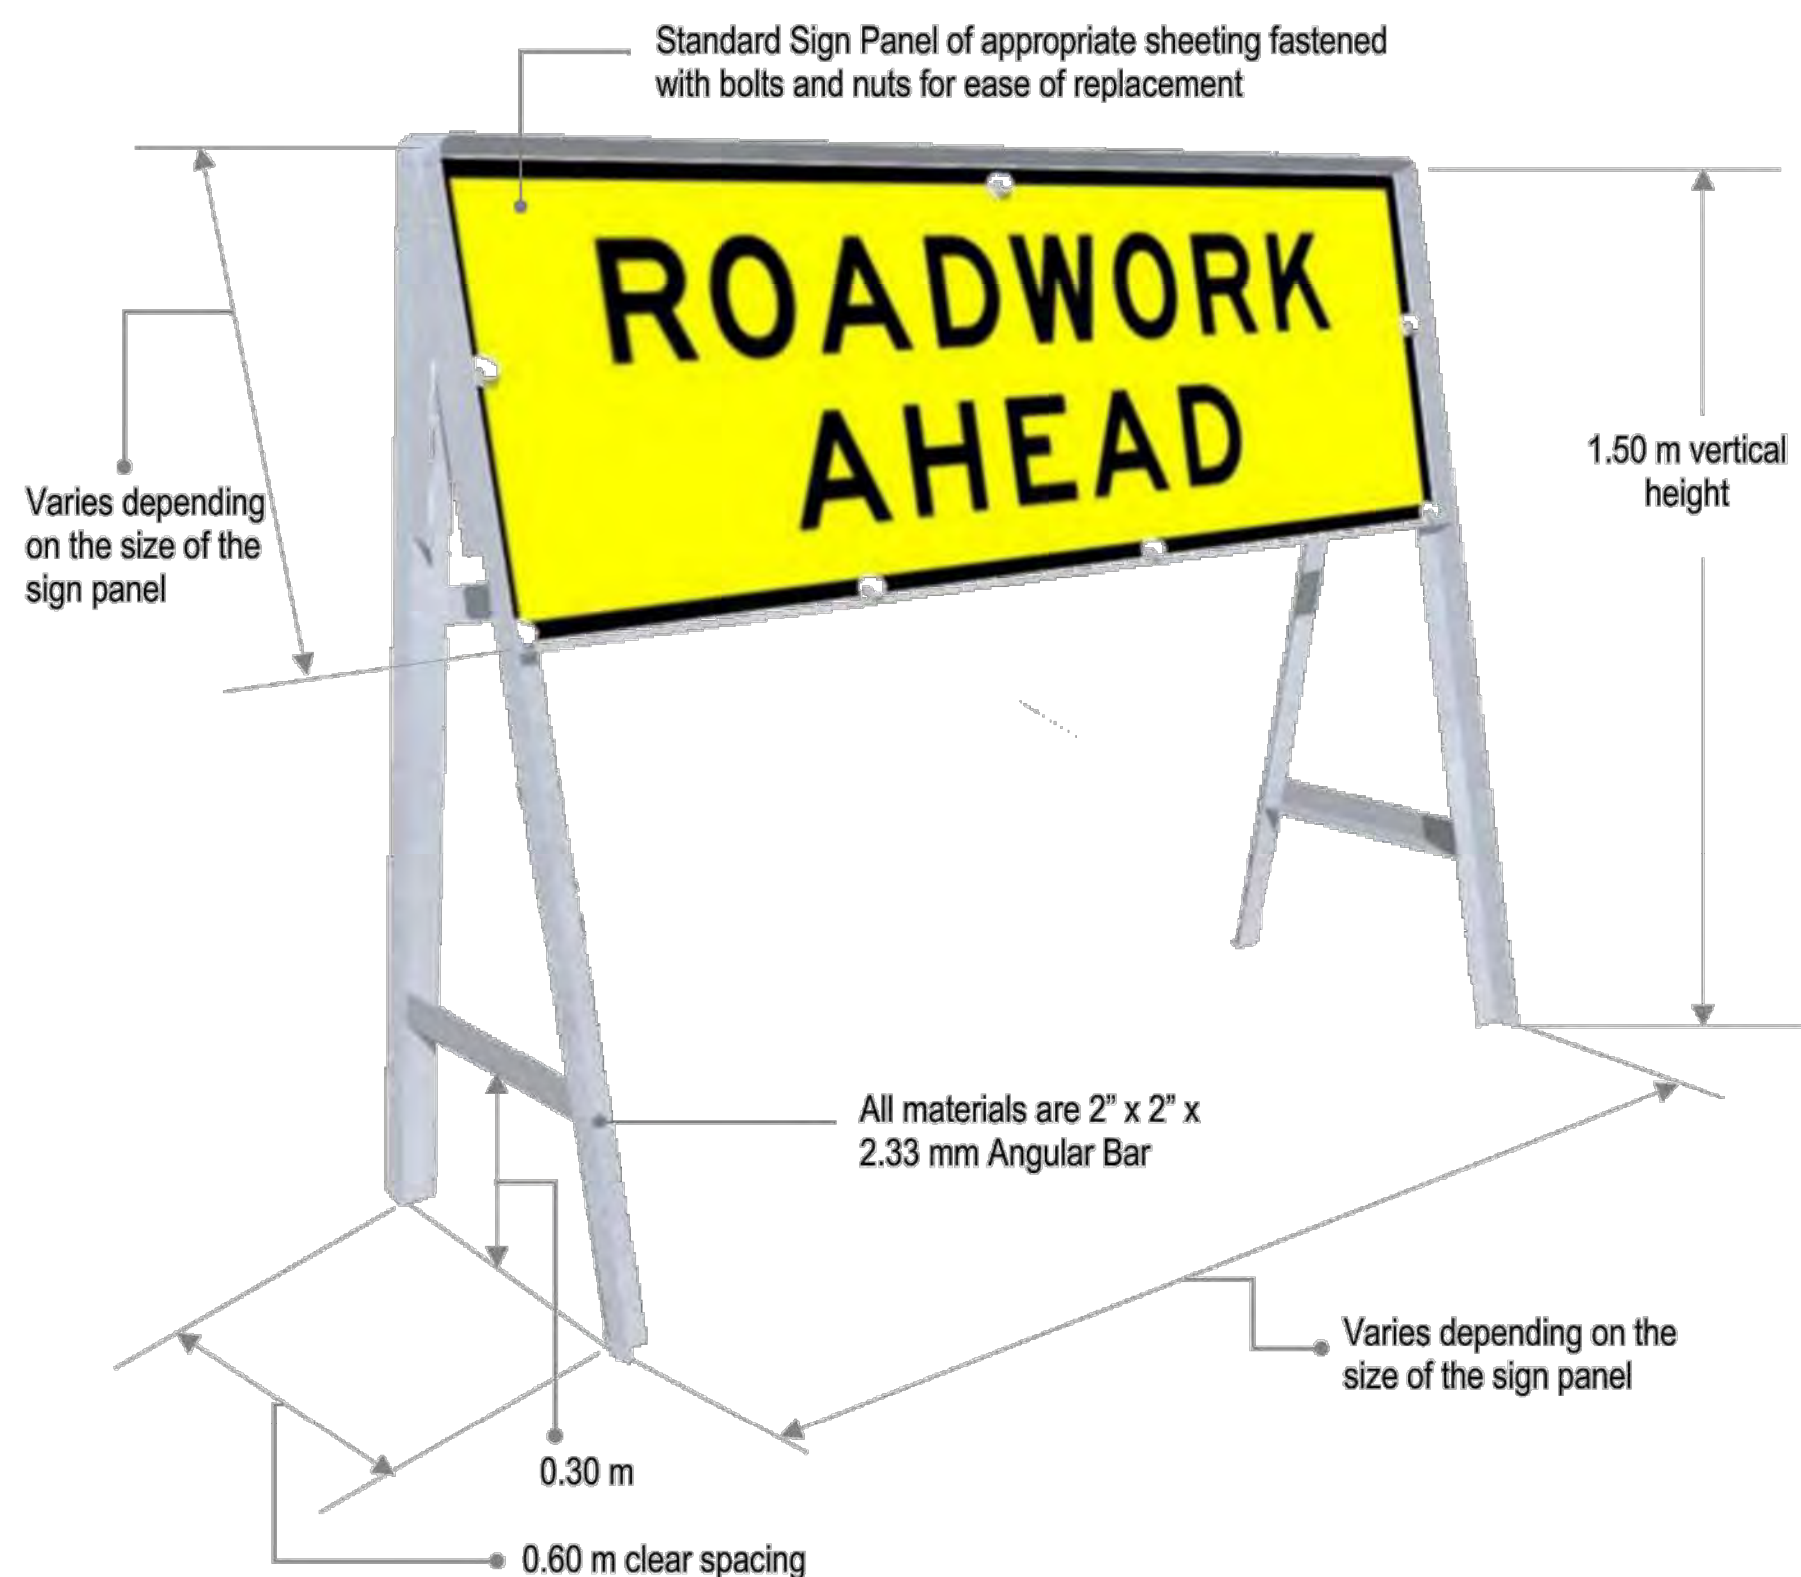 Standard Sign Panel of appropriate sheeting fastened
with bolts and nuts for ease of replacement
ROADWORK
AHEAD
1.50 m vertical
height
Varies depending
on the size of the
sign panel
All materials are 2” x 2” x
2.33 mm Angular Bar
Varies depending on the
size of the sign panel
0.30 m
0.60 m clear spacing